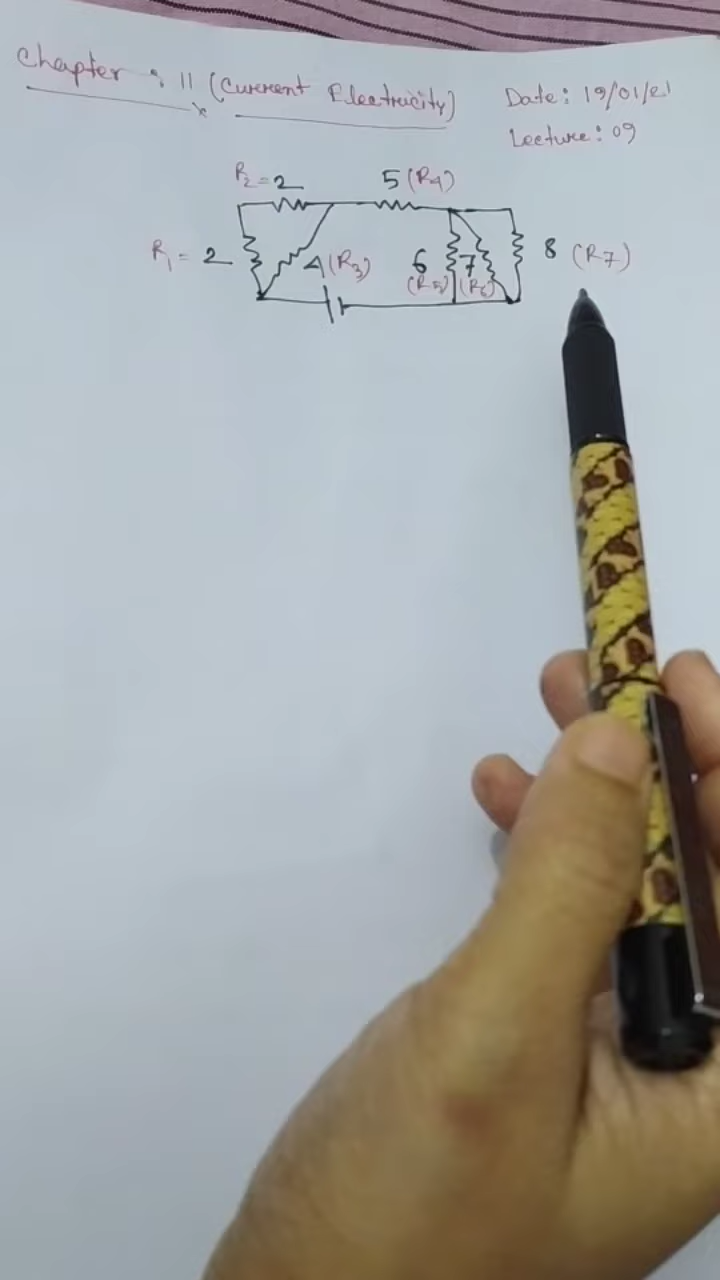 Chapter : 11 (Current Electricity)
Date: 19/01/21
Lecture: 09
R2 = 2
5 (R4)
R1 = 2
4 (R3)
6 (R5)
7 (R6)
8 (R7)